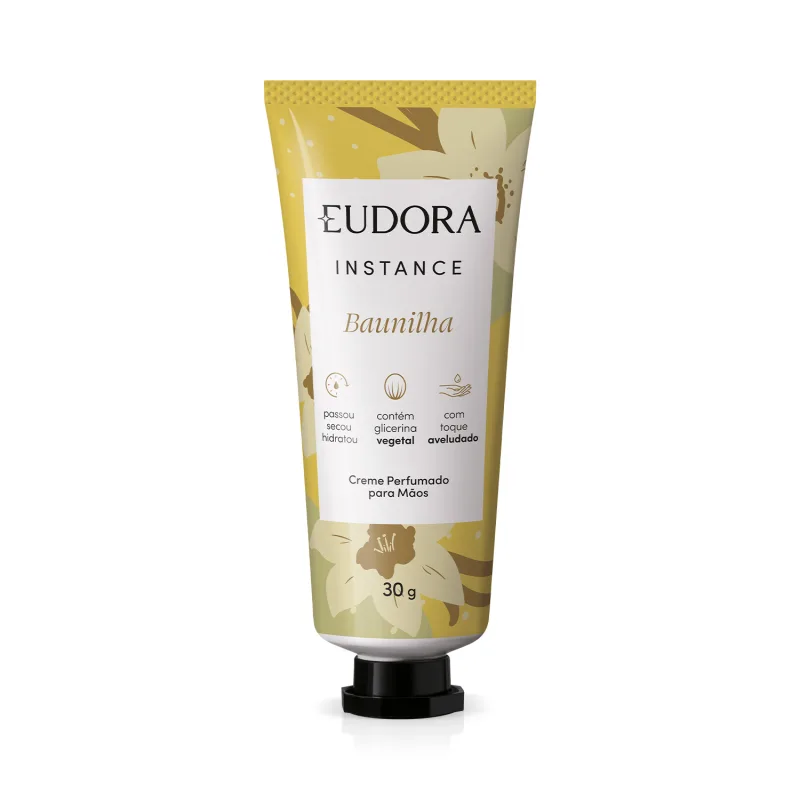 EUDORA
INSTANCE
Baunilha
passou
secou
hidratou
contém
glicerina
vegetal
com
toque
aveludado
Creme Perfumado
para Mãos
30 g